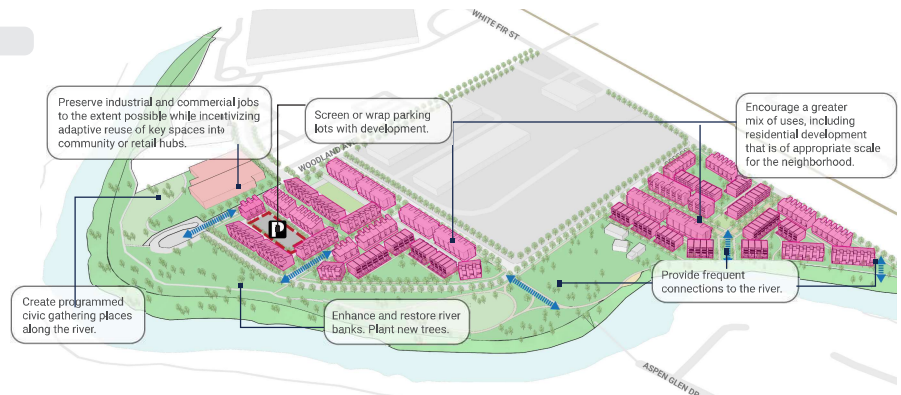 WHITE FIR ST
Preserve industrial and commercial jobs
to the extent possible while incentivizing
adaptive reuse of key spaces into
community or retail hubs.
Screen or wrap parking
lots with development.
Encourage a greater
mix of uses, including
residential development
that is of appropriate scale
for the neighborhood.
WOODLAND AV
P
Create programmed
civic gathering places
along the river.
Enhance and restore river
banks. Plant new trees.
Provide frequent
connections to the river.
ASPEN GLEN DR